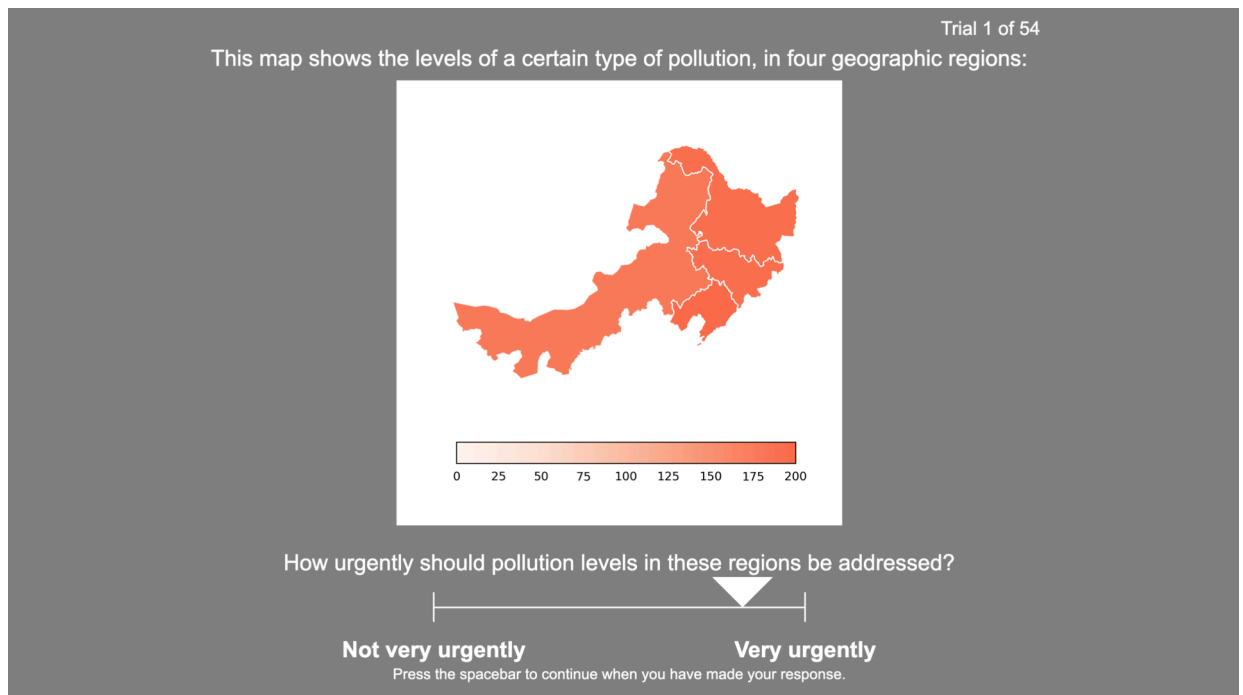 Trial 1 of 54
This map shows the levels of a certain type of pollution, in four geographic regions:
0 25 50 75 100 125 150 175 200
How urgently should pollution levels in these regions be addressed?
Not very urgently Very urgently
Press the spacebar to continue when you have made your response.